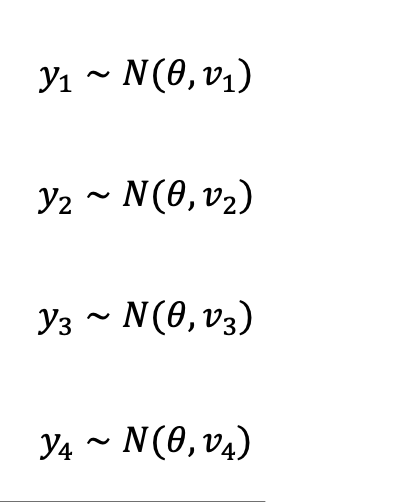 y₁ ~ N(θ, v₁)
y₂ ~ N(θ, v₂)
y₃ ~ N(θ, v₃)
y₄ ~ N(θ, v₄)